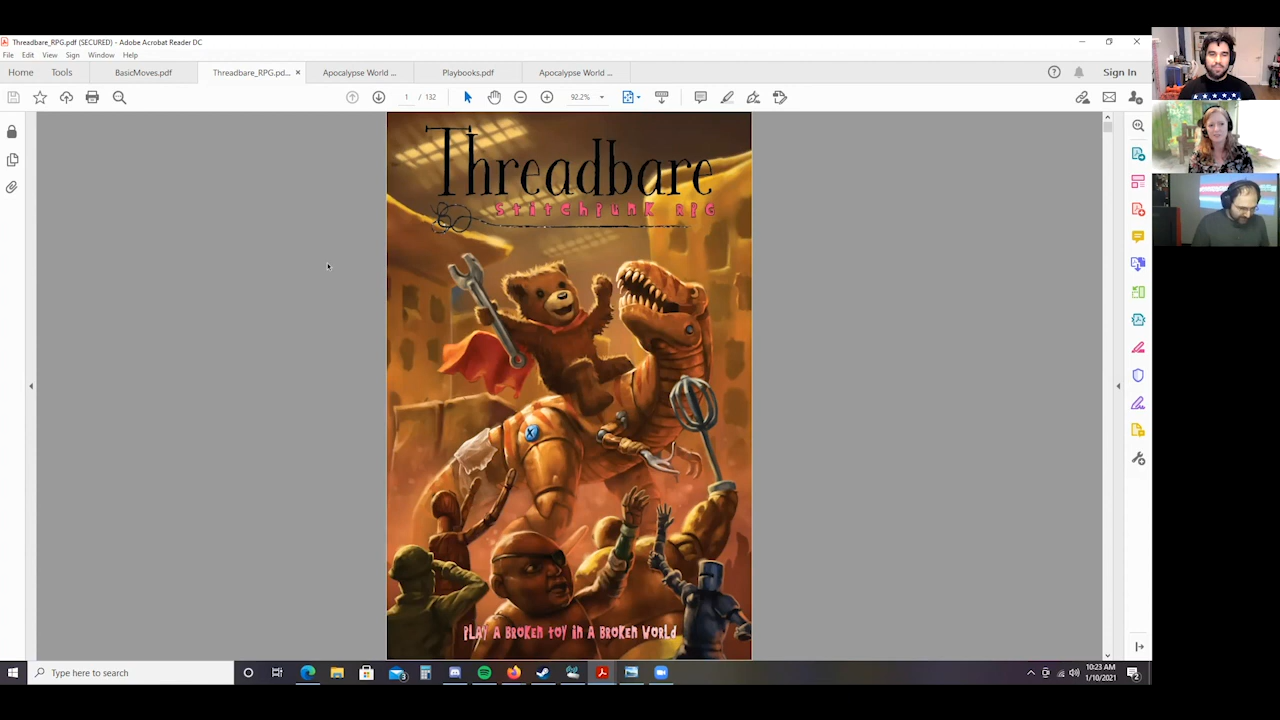 Threadbare_RPG.pdf (SECURED) - Adobe Acrobat Reader DC
File Edit View Sign Window Help
Home Tools BasicMoves.pdf Threadbare_RPG.pd... × Apocalypse World ... Playbooks.pdf Apocalypse World ... Sign In
1 / 132 92.2%
Threadbare
stitchpunk RPG
PLAY A BROKEN TOY IN A BROKEN WORLD
Type here to search
10:23 AM
1/10/2021